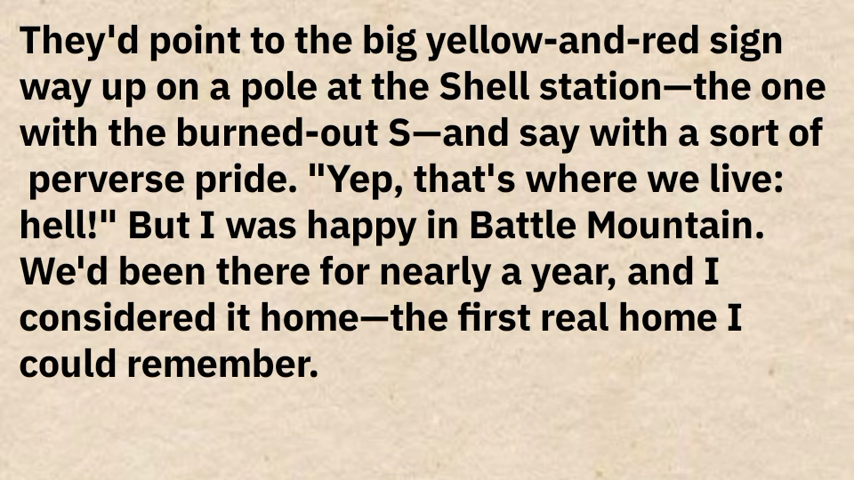 They'd point to the big yellow-and-red sign
way up on a pole at the Shell station—the one
with the burned-out S—and say with a sort of
perverse pride. "Yep, that's where we live:
hell!" But I was happy in Battle Mountain.
We'd been there for nearly a year, and I
considered it home—the first real home I
could remember.